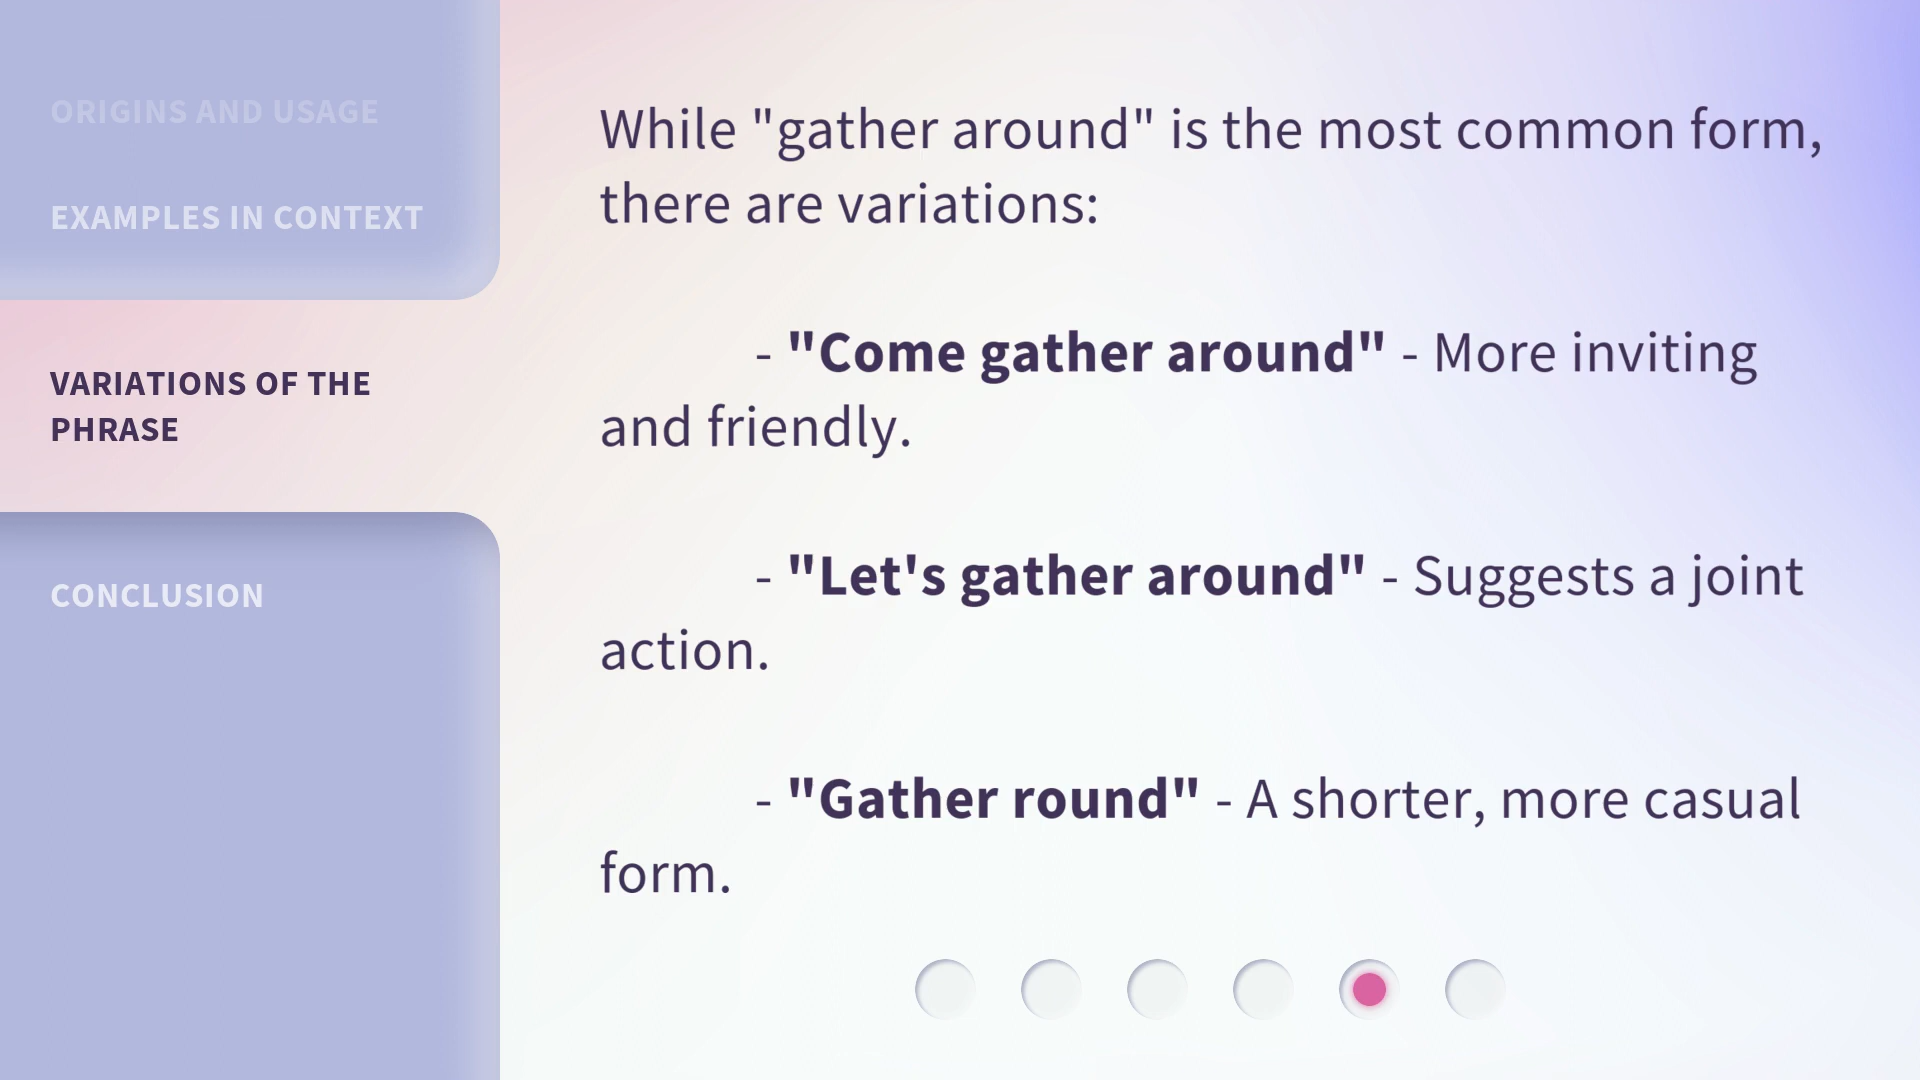 ORIGINS AND USAGE
EXAMPLES IN CONTEXT
VARIATIONS OF THE
PHRASE
CONCLUSION
While "gather around" is the most common form,
there are variations:
- "Come gather around" - More inviting
and friendly.
- "Let's gather around" - Suggests a joint
action.
- "Gather round" - A shorter, more casual
form.